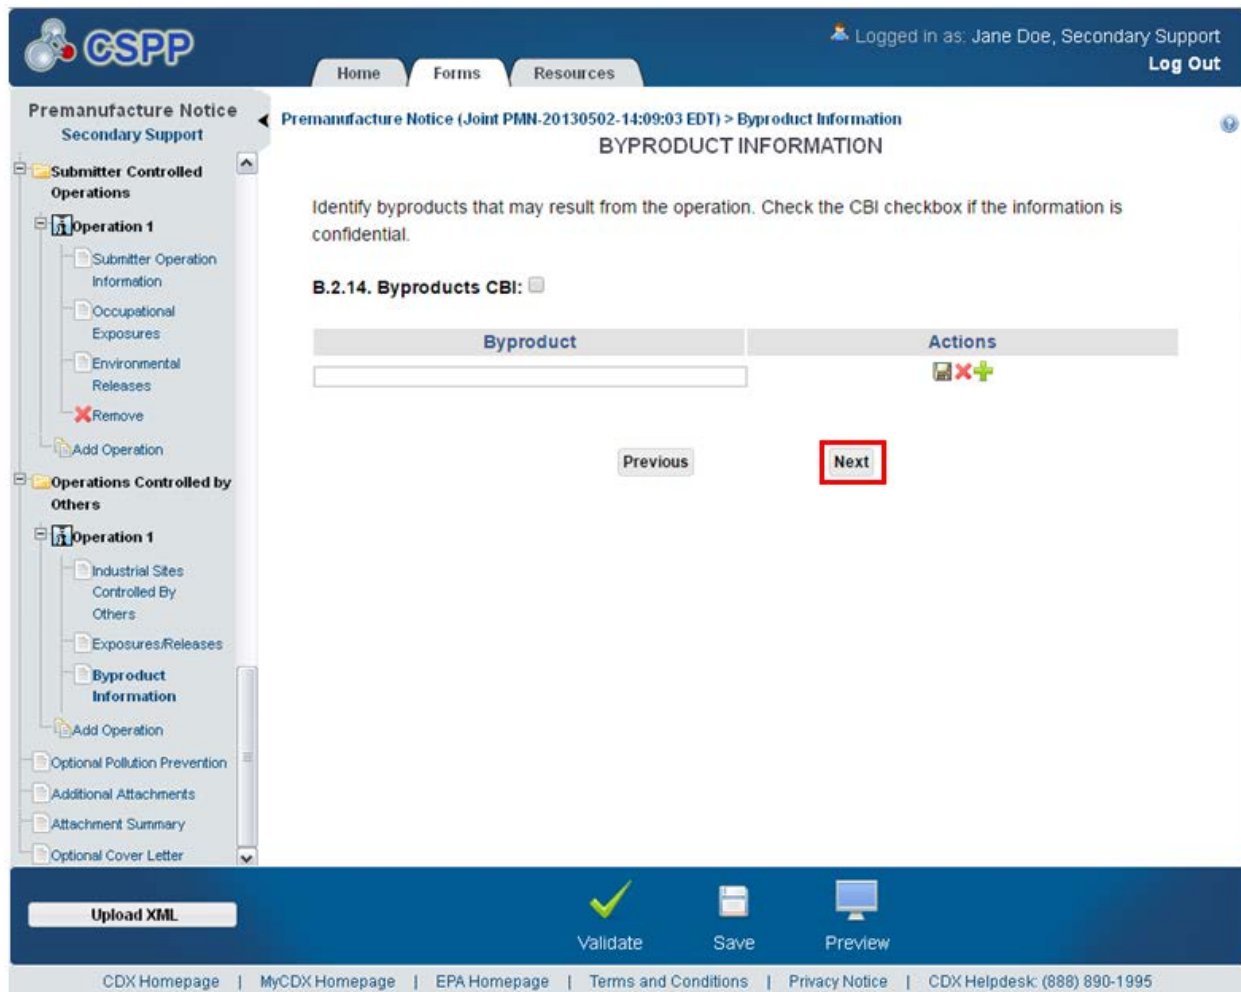 CSPP
Logged in as: Jane Doe, Secondary Support
Log Out
Home
Forms
Resources
Premanufacture Notice
Secondary Support
Submitter Controlled
Operations
Operation 1
Submitter Operation
Information
Occupational
Exposures
Environmental
Releases
Remove
Add Operation
Operations Controlled by
Others
Operation 1
Industrial Sites
Controlled By
Others
Exposures/Releases
Byproduct
Information
Add Operation
Optional Pollution Prevention
Additional Attachments
Attachment Summary
Optional Cover Letter
Premanufacture Notice (Joint PMN-20130502-14:09:03 EDT) > Byproduct Information
BYPRODUCT INFORMATION
Identify byproducts that may result from the operation. Check the CBI checkbox if the information is
confidential.
B.2.14. Byproducts CBI:
Byproduct Actions
Previous Next
Upload XML
Validate Save Preview
CDX Homepage | MyCDX Homepage | EPA Homepage | Terms and Conditions | Privacy Notice | CDX Helpdesk: (888) 890-1995